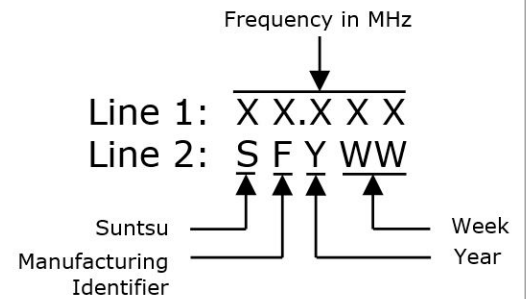 Frequency in MHz
Line 1: X X.X X X
Line 2: S F Y WW
Suntsu
Week
Manufacturing
Identifier
Year